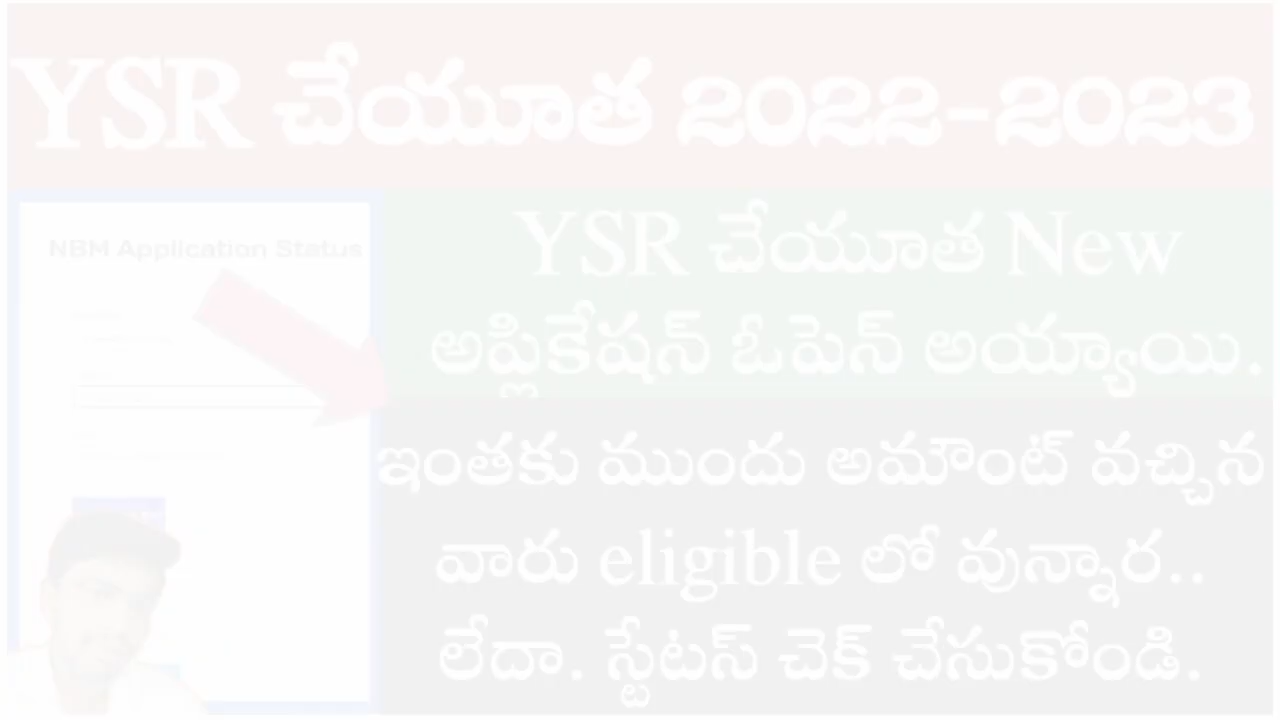 YSR చేయూత 2022-2023
NBM Application Status
YSR చేయూత New
అప్లికేషన్ ఓపెన్ అయ్యాయి.
ఇంతకు ముందు అమౌంట్ వచ్చిన
వారు eligible లో వున్నార..
లేదా. స్టేటస్ చెక్ చేసుకోండి.